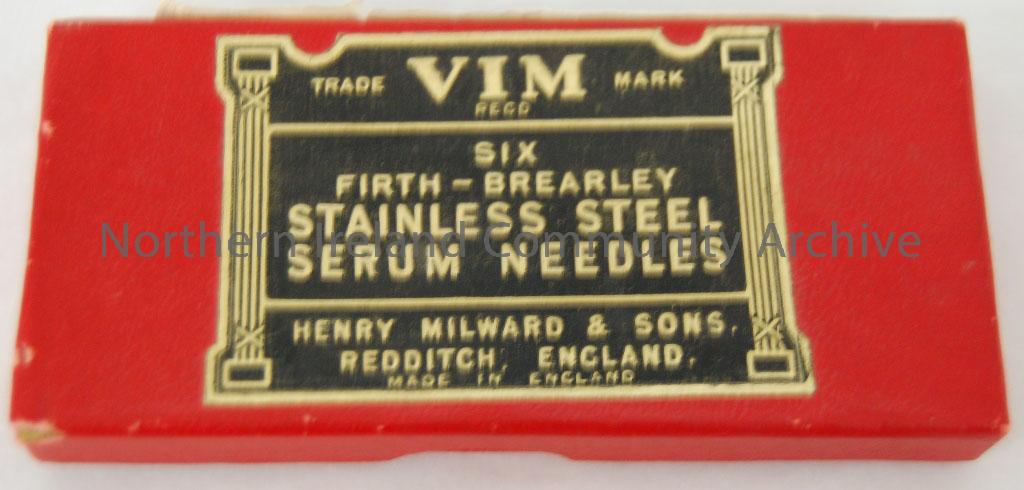 TRADE VIM MARK
REGD
SIX
FIRTH - BREARLEY
STAINLESS STEEL
Northern Ireland Community Archive
SERUM NEEDLES
HENRY MILWARD & SONS.
REDDITCH, ENGLAND.
MADE IN ENGLAND